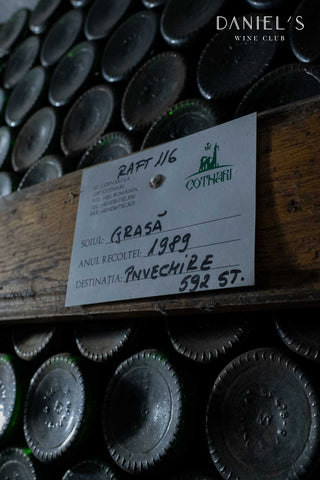 DANIEL'S
WINE CLUB
RAFT 116
COTNARI
SOIUL: GRASĂ
ANUL RECOLTEI: 1989
DESTINAȚIA: ÎNVECHIRE
592 ST.